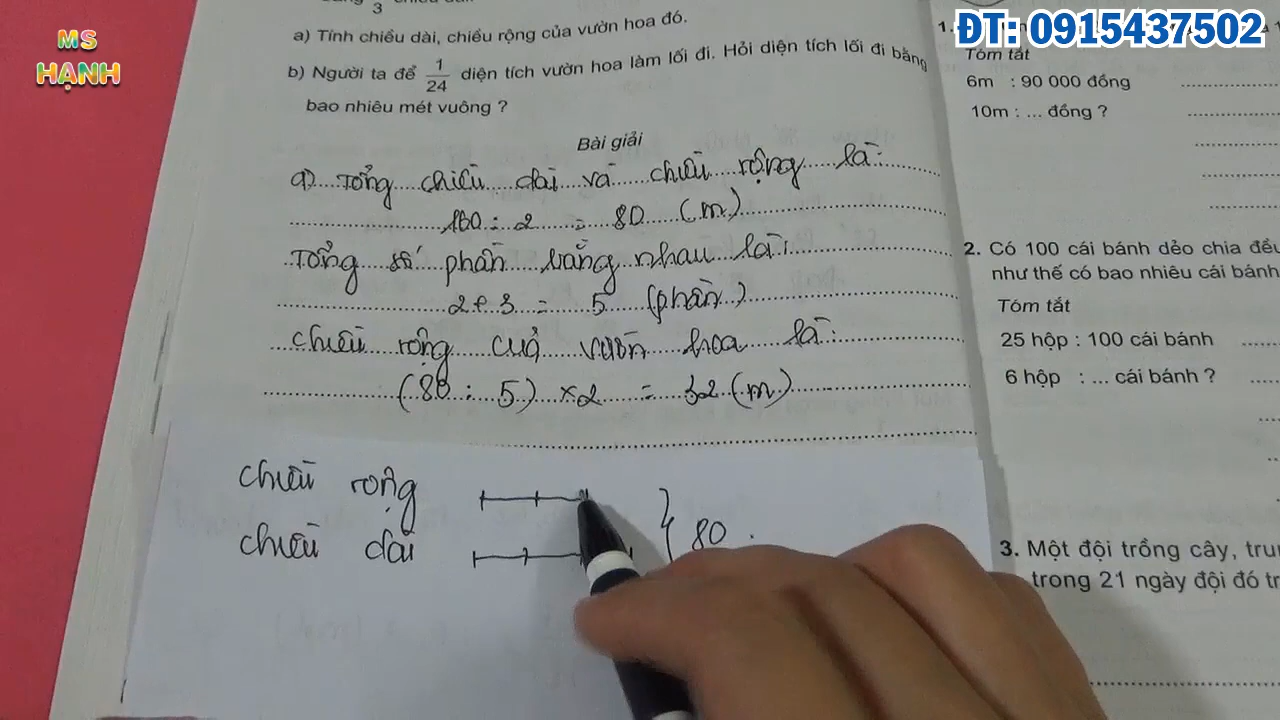 MS
HẠNH
ĐT: 0915437502
3
a) Tính chiều dài, chiều rộng của vườn hoa đó.
b) Người ta để 1/24 diện tích vườn hoa làm lối đi. Hỏi diện tích lối đi bằng
bao nhiêu mét vuông ?
Bài giải
a) Tổng chiều dài và chiều rộng là:
160 : 2 = 80 (m)
Tổng số phần bằng nhau là:
2 + 3 = 5 (phần)
Chiều rộng của vườn hoa là:
(80 : 5) × 2 = 32 (m)
chiều rộng
chiều dài
80
1.
Tóm tắt
6m : 90 000 đồng
10m : ... đồng ?
2. Có 100 cái bánh dẻo chia đều
như thế có bao nhiêu cái bánh
Tóm tắt
25 hộp : 100 cái bánh
6 hộp : ... cái bánh ?
3. Một đội trồng cây,
trong 21 ngày đội đó